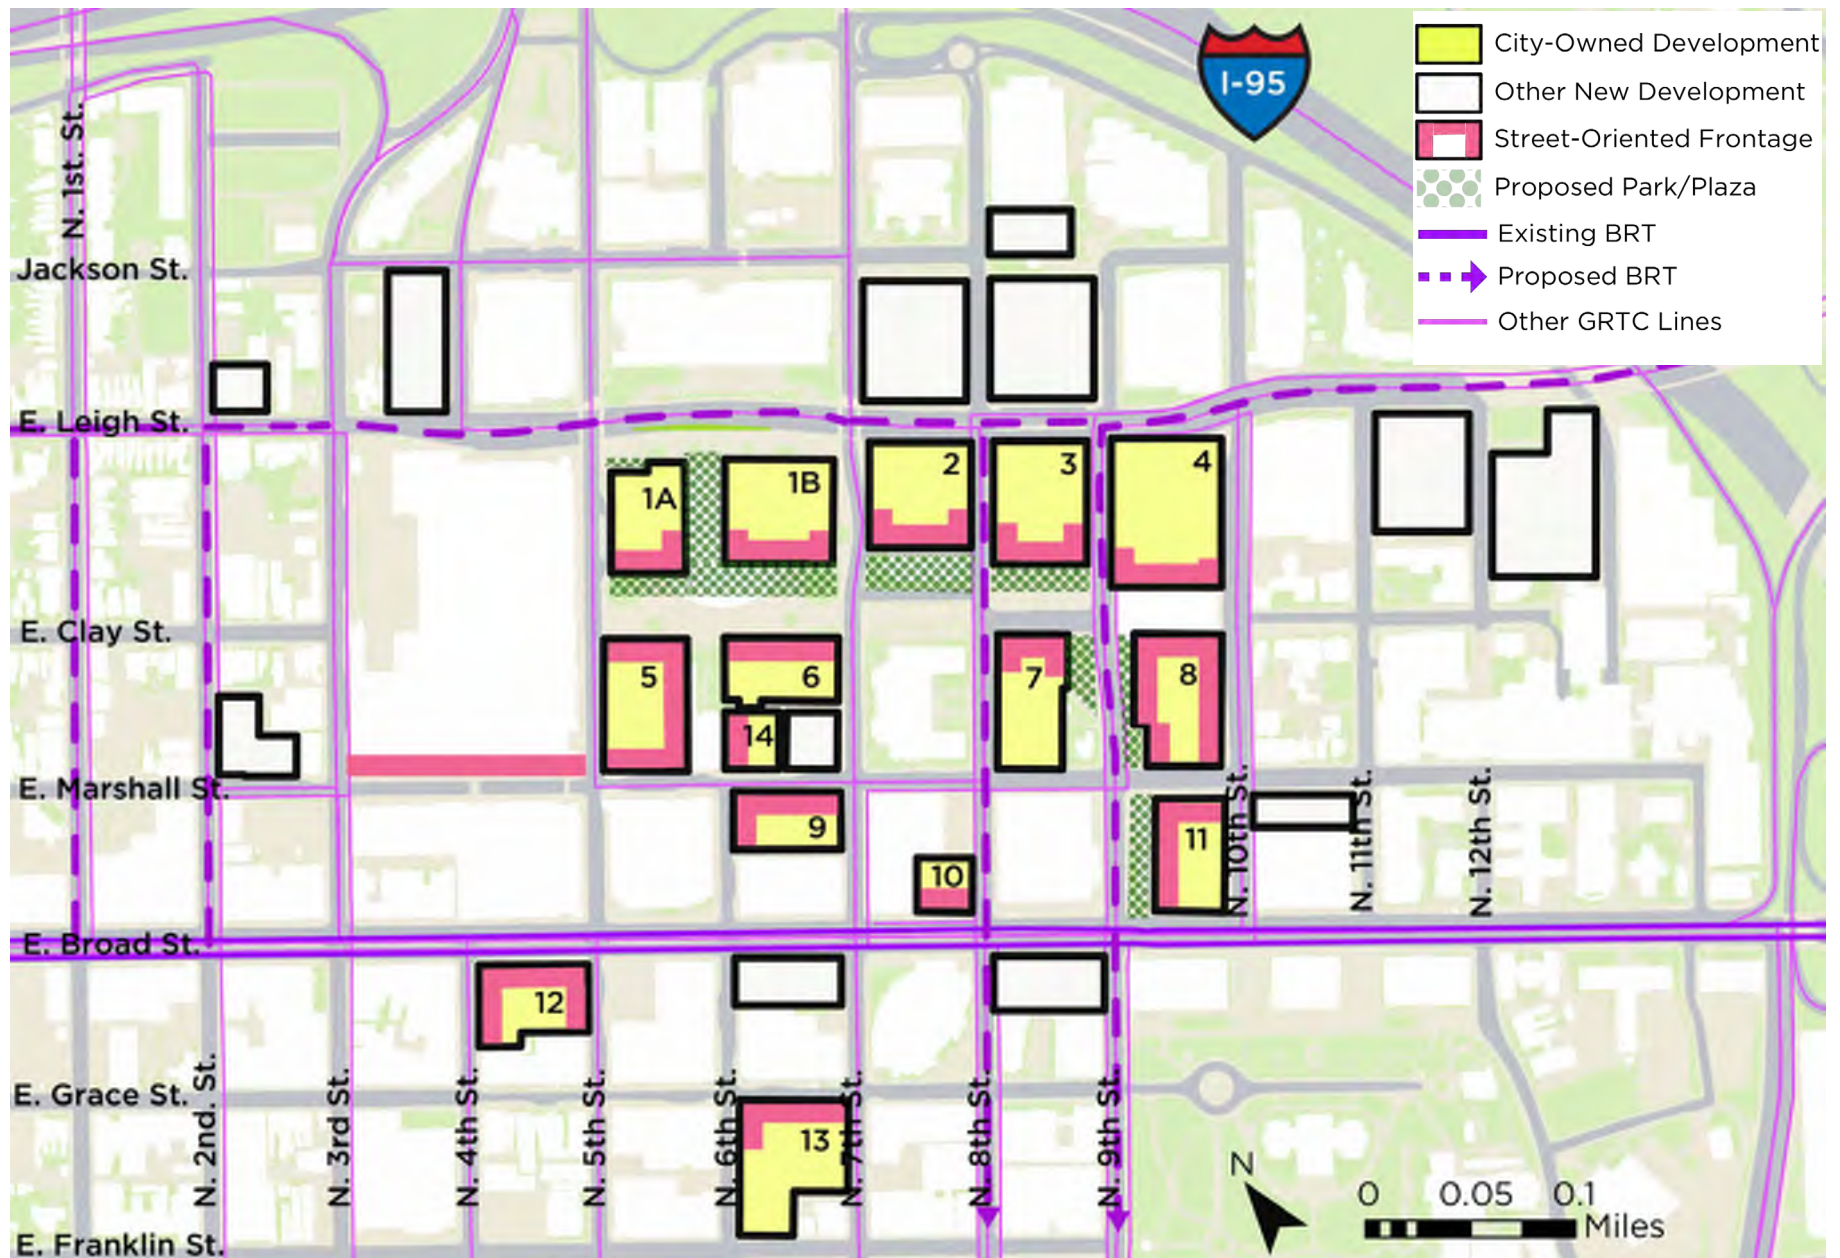 City-Owned Development
Other New Development
Street-Oriented Frontage
Proposed Park/Plaza
Existing BRT
Proposed BRT
Other GRTC Lines
I-95
N. 1st. St.
Jackson St.
E. Leigh St.
1A
1B
2
3
4
E. Clay St.
5
6
7
8
14
E. Marshall St.
9
10
11
N. 10th St.
N. 11th St.
N. 12th St.
E. Broad St.
12
E. Grace St.
N. 2nd. St.
N. 3rd St.
N. 4th St.
N. 5th St.
N. 6th St.
13
N. 7th St.
N. 8th St.
N. 9th St.
E. Franklin St.
N
0 0.05 0.1
Miles